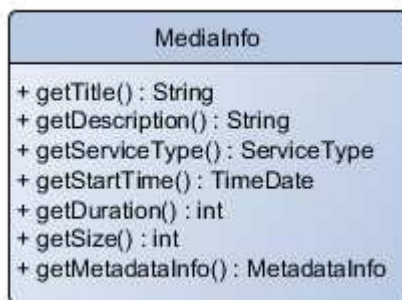 MediaInfo
+ getTitle() : String
+ getDescription() : String
+ getServiceType() : ServiceType
+ getStartTime() : TimeDate
+ getDuration() : int
+ getSize() : int
+ getMetadataInfo() : MetadataInfo